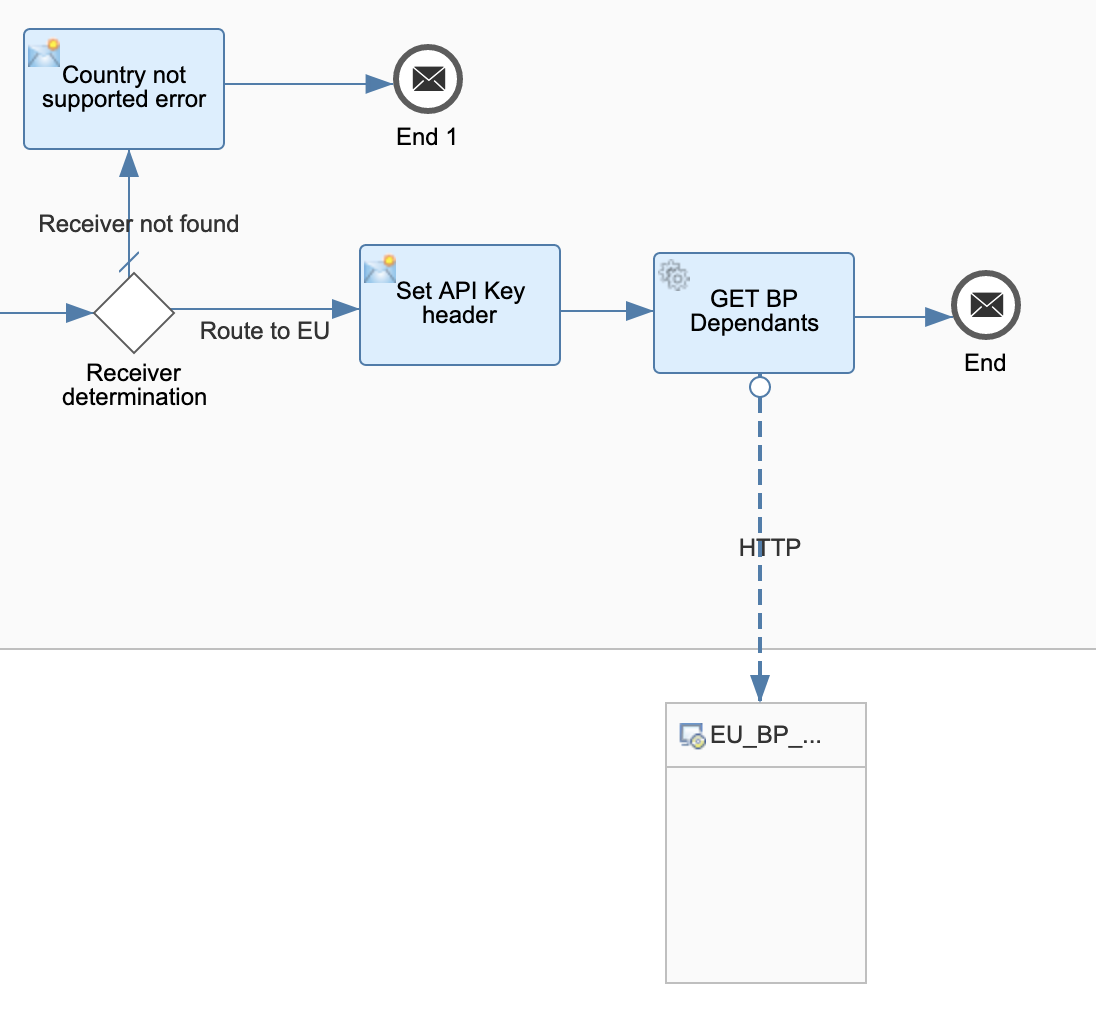 Country not
supported error
End 1
Receiver not found
Set API Key
header
GET BP
Dependants
Route to EU
End
Receiver
determination
HTTP
EU_BP_...